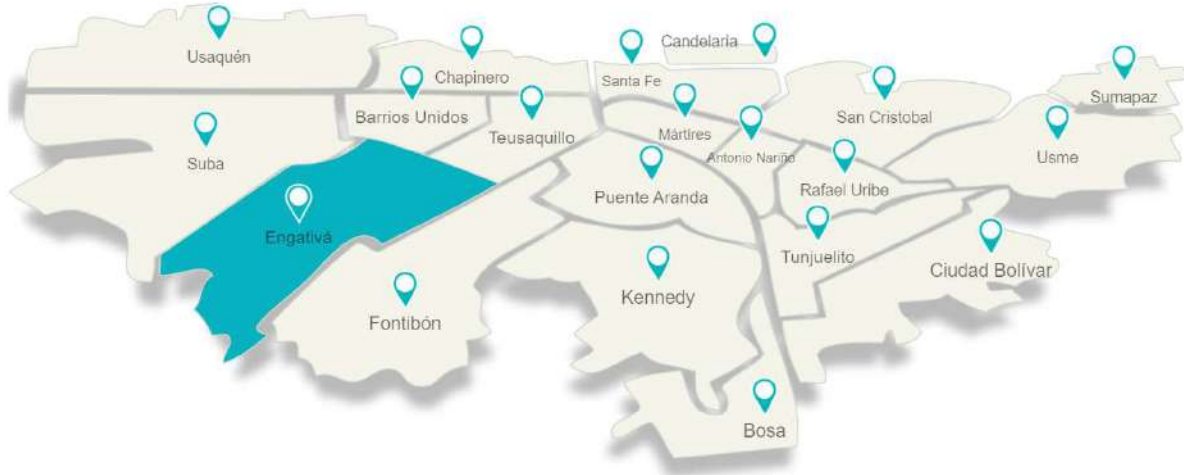 Usaquén
Chapinero
Candelaria
Santa Fe
Sumapaz
Barrios Unidos
Teusaquillo
Mártires
San Cristobal
Suba
Antonio Nariño
Usme
Puente Aranda
Rafael Uribe
Engativá
Tunjuelito
Ciudad Bolívar
Kennedy
Fontibón
Bosa